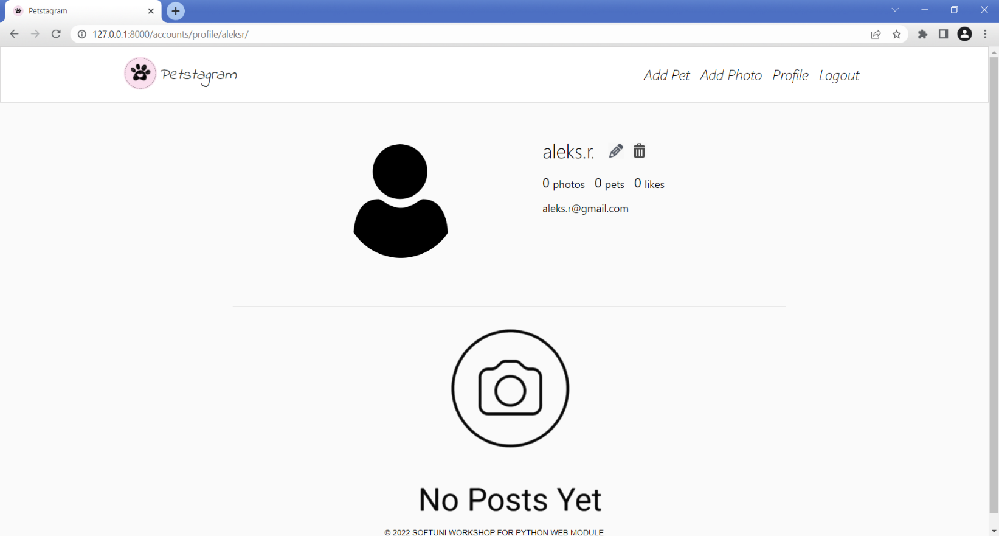 Petstagram
127.0.0.1:8000/accounts/profile/aleksr/
Petstagram
Add Pet Add Photo Profile Logout
aleks.r.
0 photos 0 pets 0 likes
aleks.r@gmail.com
No Posts Yet
© 2022 SOFTUNI WORKSHOP FOR PYTHON WEB MODULE